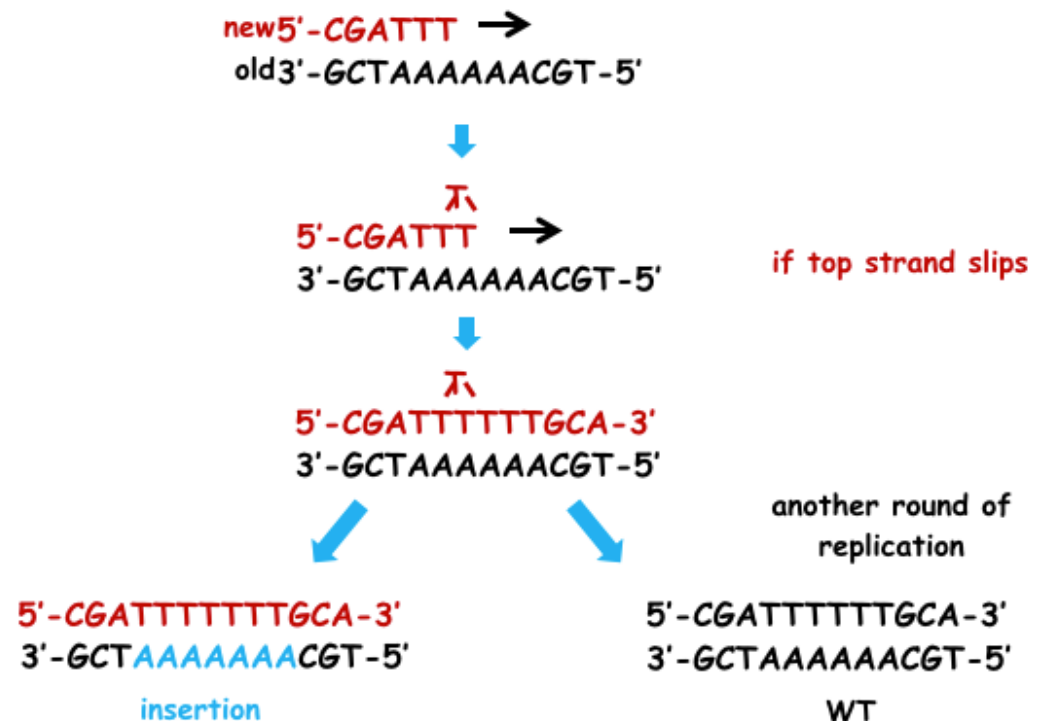 new5'-CGATTT
old3'-GCTAAAAAACGT-5'
T
5'-CGATTT
3'-GCTAAAAAACGT-5'
if top strand slips
T
5'-CGATTTTTTGCA-3'
3'-GCTAAAAAACGT-5'
another round of
replication
5'-CGATTTTTTTGCA-3'
3'-GCTAAAAAAACGT-5'
insertion
5'-CGATTTTTTGCA-3'
3'-GCTAAAAAACGT-5'
WT